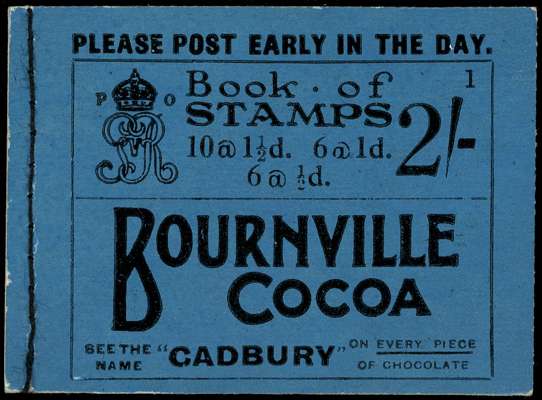 PLEASE POST EARLY IN THE DAY.
P O Book · of 1
STAMPS
10 @ 1½d. 6 @ 1d. 2/-
6 @ ½d.
BOURNVILLE
COCOA
SEE THE NAME "CADBURY" ON EVERY PIECE OF CHOCOLATE